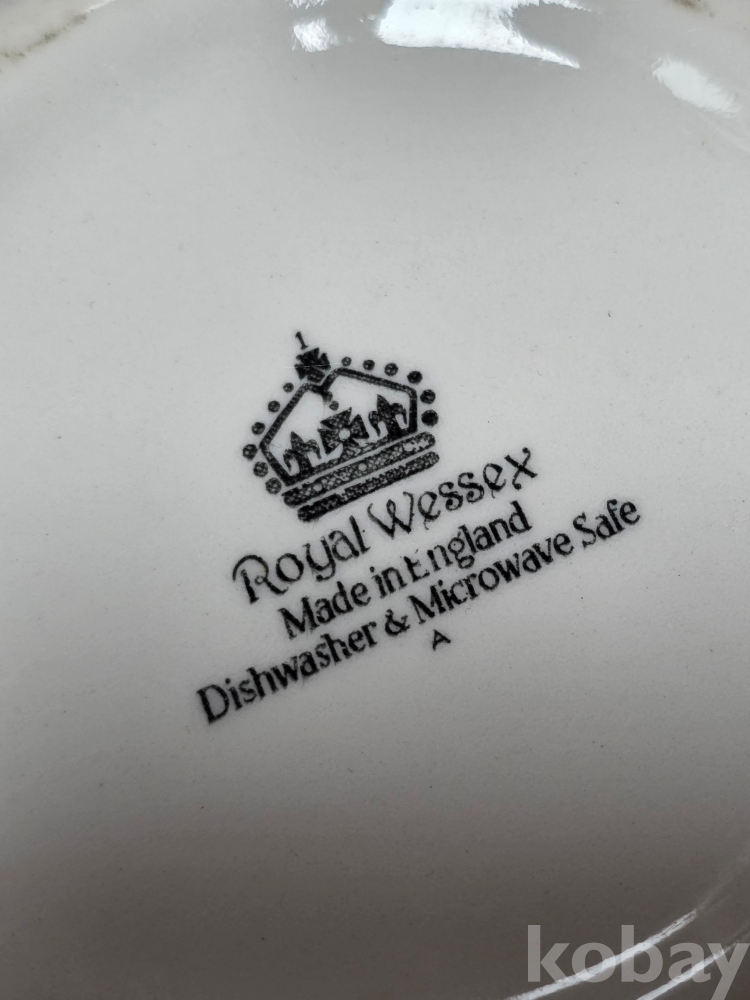 1
Royal Wessex
Made in England
Dishwasher & Microwave Safe
A
kobay